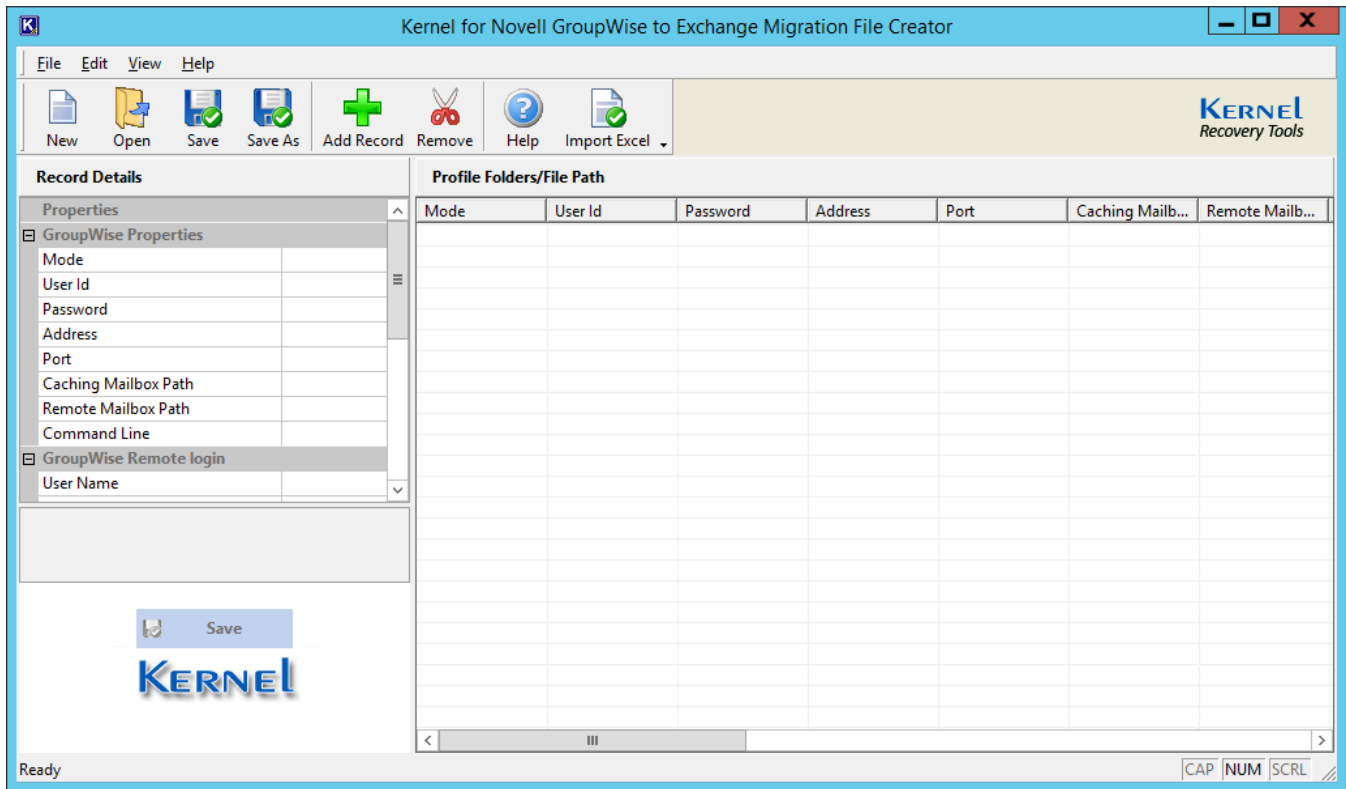 Kernel for Novell GroupWise to Exchange Migration File Creator
File Edit View Help
New Open Save Save As Add Record Remove Help Import Excel
KERNEL
Recovery Tools
Record Details
Profile Folders/File Path
Properties
Mode User Id Password Address Port Caching Mailb... Remote Mailb...
GroupWise Properties
Mode
User Id
Password
Address
Port
Caching Mailbox Path
Remote Mailbox Path
Command Line
GroupWise Remote login
User Name
Save
KERNEL
Ready
CAP NUM SCRL